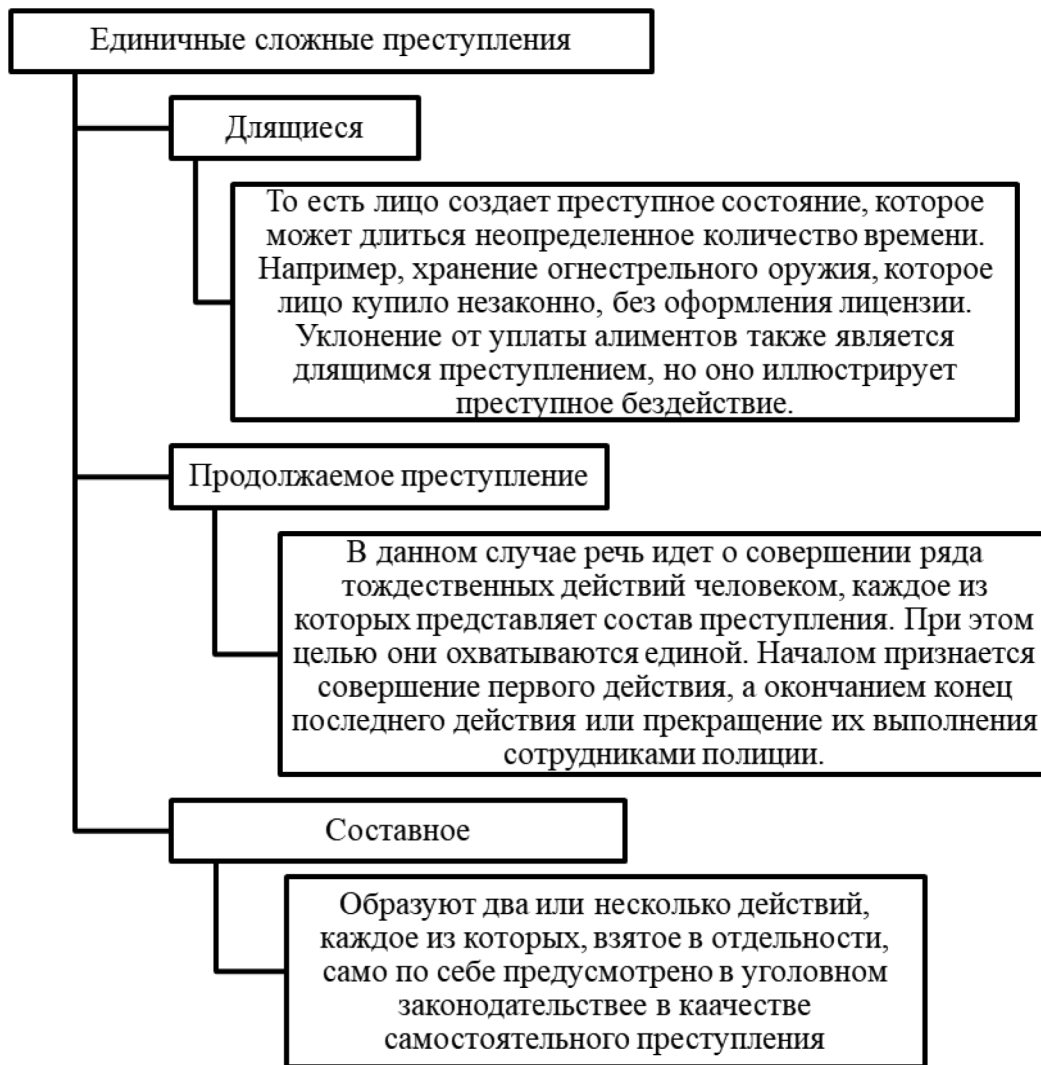 Единичные сложные преступления
Длящиеся
То есть лицо создает преступное состояние, которое
может длиться неопределенное количество времени.
Например, хранение огнестрельного оружия, которое
лицо купило незаконно, без оформления лицензии.
Уклонение от уплаты алиментов также является
длящимся преступлением, но оно иллюстрирует
преступное бездействие.
Продолжаемое преступление
В данном случае речь идет о совершении ряда
тождественных действий человеком, каждое из
которых представляет состав преступления. При этом
целью они охватываются единой. Началом признается
совершение первого действия, а окончанием конец
последнего действия или прекращение их выполнения
сотрудниками полиции.
Составное
Образуют два или несколько действий,
каждое из которых, взятое в отдельности,
само по себе предусмотрено в уголовном
законодательствее в каачестве
самостоятельного преступления